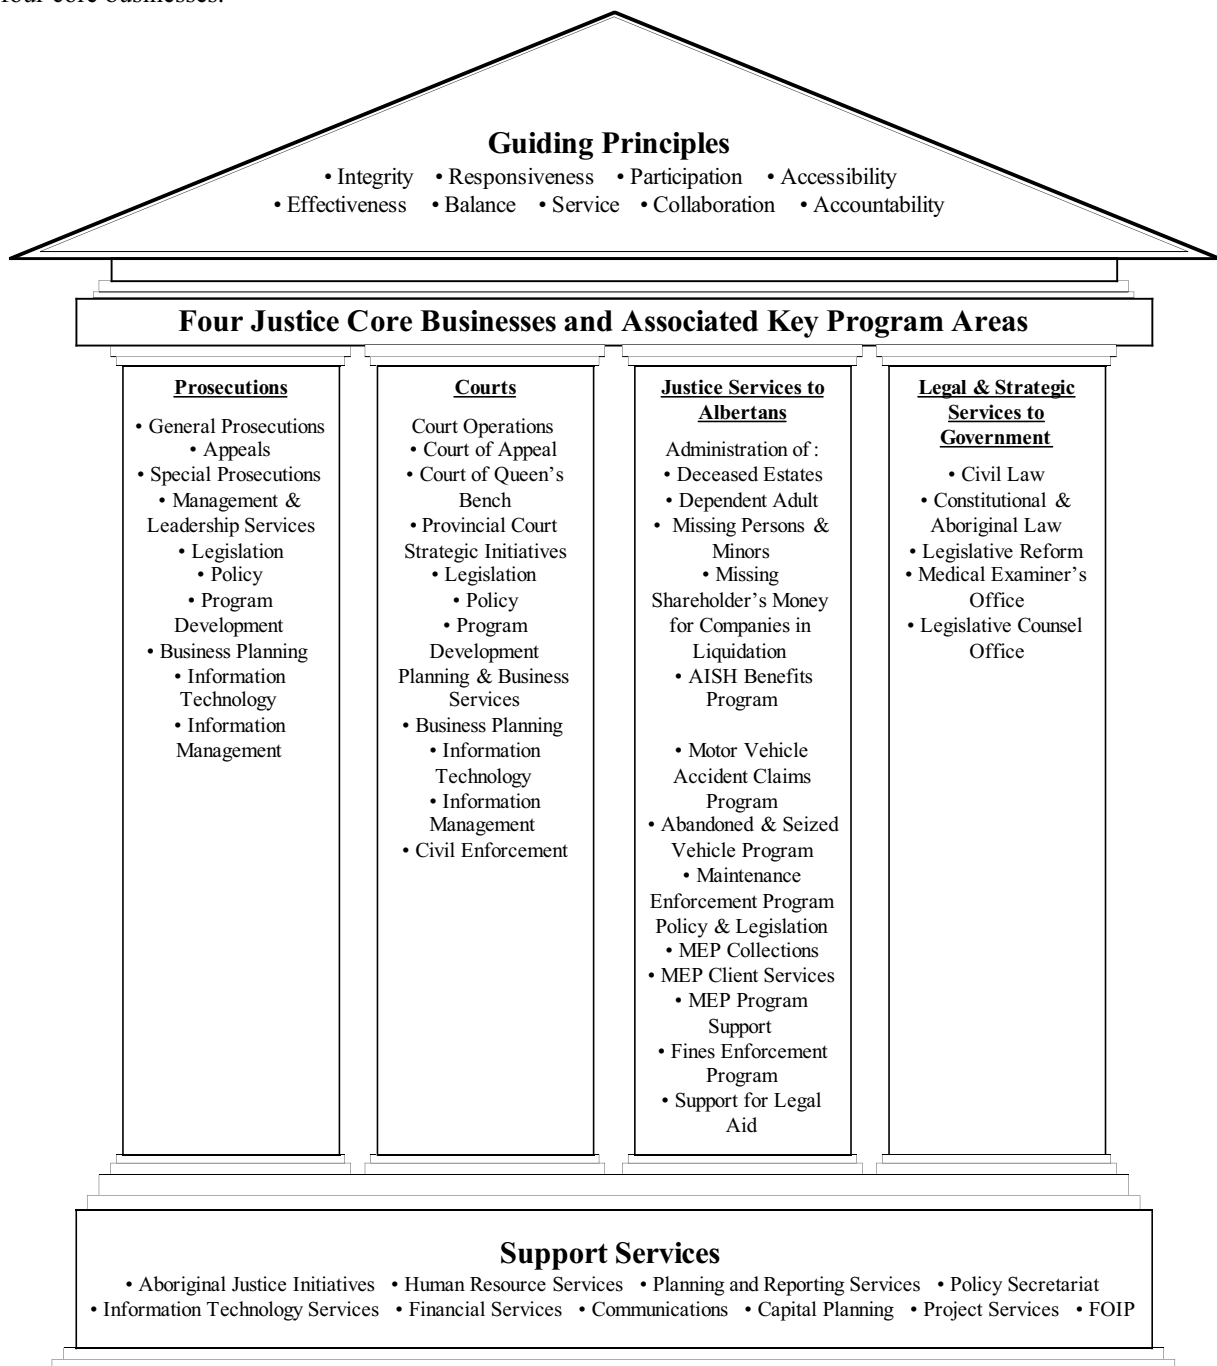 four core businesses.
Guiding Principles
• Integrity • Responsiveness • Participation • Accessibility
• Effectiveness • Balance • Service • Collaboration • Accountability
Four Justice Core Businesses and Associated Key Program Areas
Prosecutions
• General Prosecutions
• Appeals
• Special Prosecutions
• Management &
Leadership Services
• Legislation
• Policy
• Program
Development
• Business Planning
• Information
Technology
• Information
Management
Courts
Court Operations
• Court of Appeal
• Court of Queen’s
Bench
• Provincial Court
Strategic Initiatives
• Legislation
• Policy
• Program
Development
Planning & Business
Services
• Business Planning
• Information
Technology
• Information
Management
• Civil Enforcement
Justice Services to
Albertans
Administration of :
• Deceased Estates
• Dependent Adult
• Missing Persons &
Minors
• Missing
Shareholder’s Money
for Companies in
Liquidation
• AISH Benefits
Program
• Motor Vehicle
Accident Claims
Program
• Abandoned & Seized
Vehicle Program
• Maintenance
Enforcement Program
Policy & Legislation
• MEP Collections
• MEP Client Services
• MEP Program
Support
• Fines Enforcement
Program
• Support for Legal
Aid
Legal & Strategic
Services to
Government
• Civil Law
• Constitutional &
Aboriginal Law
• Legislative Reform
• Medical Examiner’s
Office
• Legislative Counsel
Office
Support Services
• Aboriginal Justice Initiatives • Human Resource Services • Planning and Reporting Services • Policy Secretariat
• Information Technology Services • Financial Services • Communications • Capital Planning • Project Services • FOIP